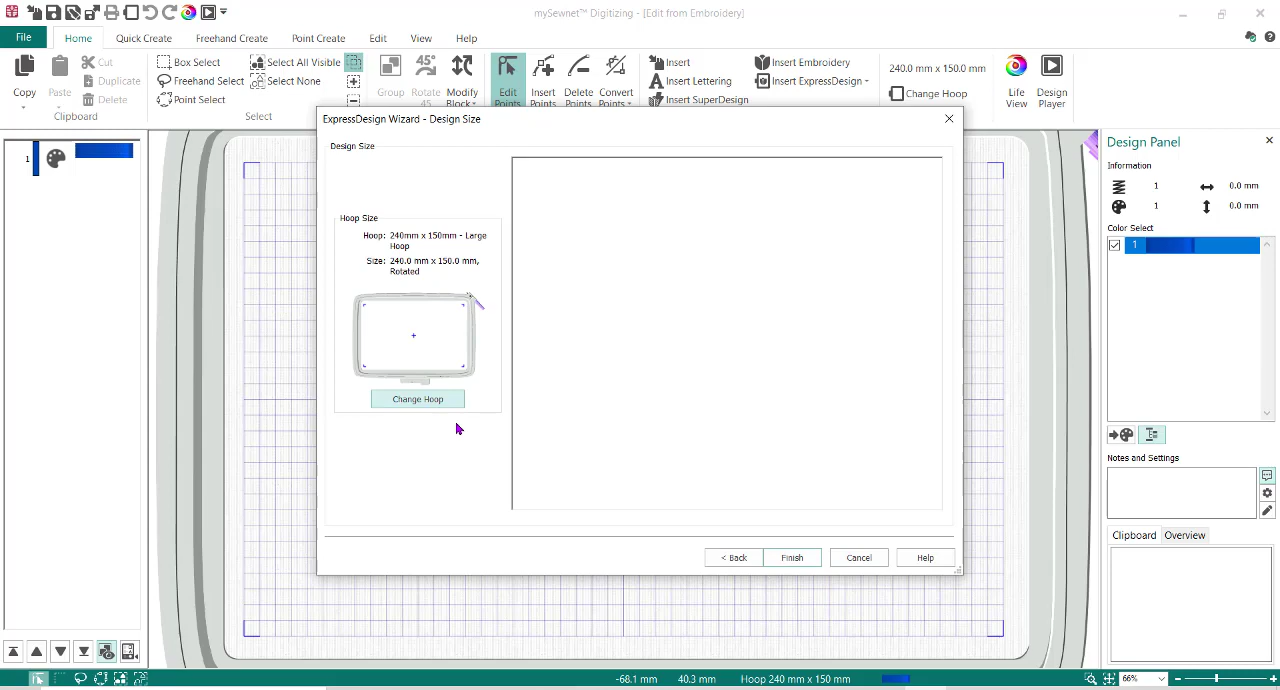 mySewnet™ Digitizing - [Edit from Embroidery]
File
Home
Quick Create
Freehand Create
Point Create
Edit
View
Help
Copy
Paste
Cut
Duplicate
Delete
Clipboard
Box Select
Freehand Select
Point Select
Select All Visible
Select None
Select
Group
Rotate
45
45°
Modify
Block
Edit
Points
Insert
Points
Delete
Points
Convert
Points
Insert
Insert Lettering
Insert SuperDesign
Insert Embroidery
Insert ExpressDesign
240.0 mm x 150.0 mm
Change Hoop
Life
View
Design
Player
1
ExpressDesign Wizard - Design Size
Design Size
Hoop Size
Hoop: 240mm x 150mm - Large
Hoop
Size: 240.0 mm x 150.0 mm,
Rotated
Change Hoop
< Back
Finish
Cancel
Help
Design Panel
Information
1
0.0 mm
1
0.0 mm
Color Select
1
Notes and Settings
Clipboard
Overview
-68.1 mm
40.3 mm
Hoop 240 mm x 150 mm
66%